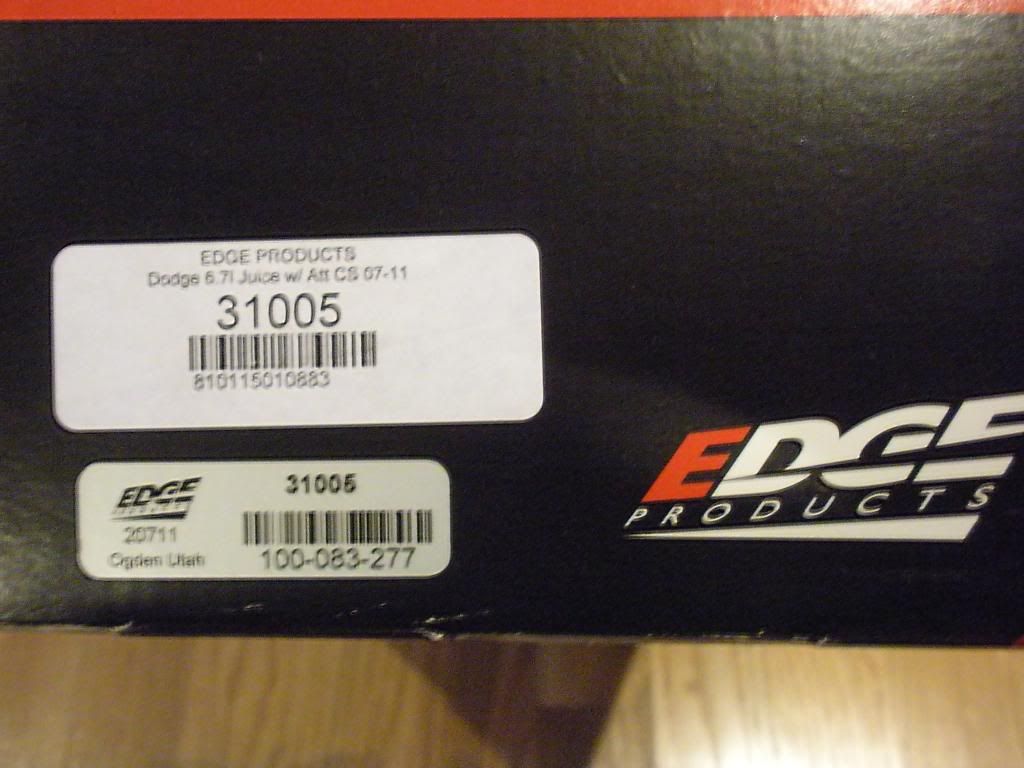 EDGE PRODUCTS
Dodge 6.7l Juice w/ Att CS 07-11
31005
810115010883
EDGE
PRODUCTS
31005
20711
Ogden Utah
100-083-277
EDGE
PRODUCTS